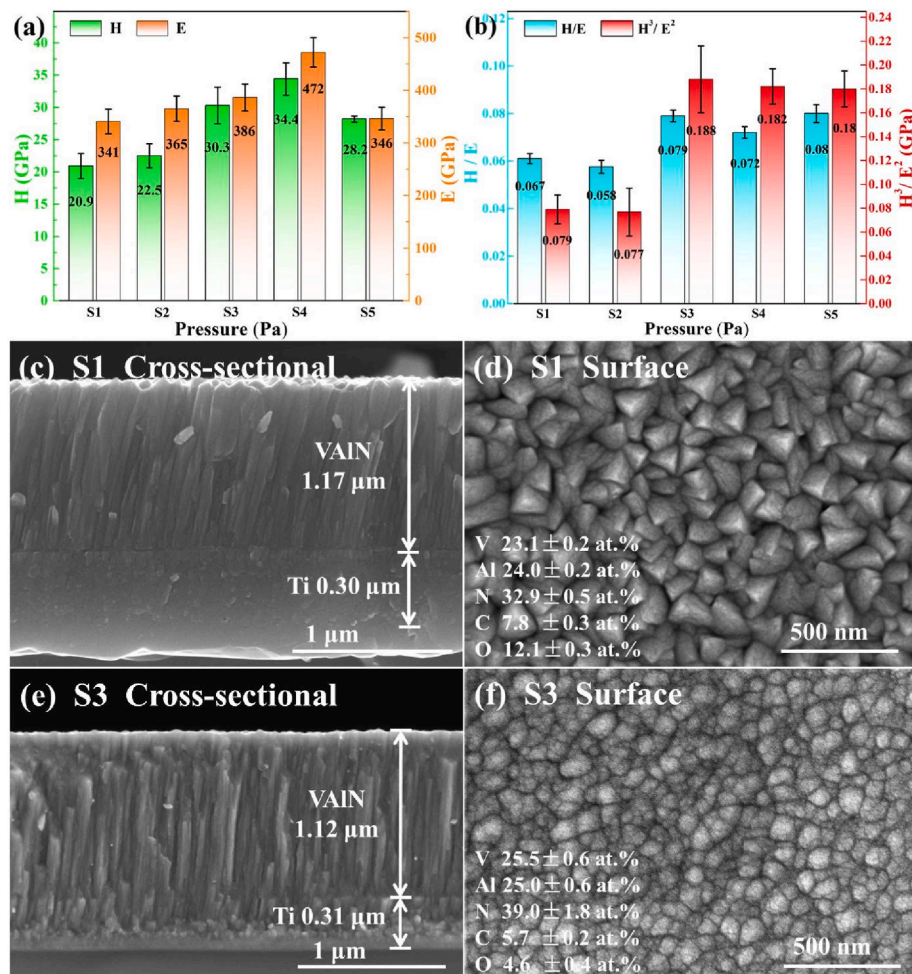 (a)
H E
H (GPa)
40
35
30
25
20
15
10
5
0
20.9 341 22.5 365 30.3 386 34.4 472 28.2 346
500
400
300
200
100
0
E (GPa)
S1 S2 S3 S4 S5
Pressure (Pa)
(b)
H/E H³/E²
H / E
0.12
0.10
0.08
0.06
0.04
0.02
0.00
0.067 0.079 0.058 0.077 0.079 0.188 0.072 0.182 0.08 0.18
0.24
0.22
0.20
0.18
0.16
0.14
0.12
0.10
0.08
0.06
0.04
0.02
0.00
H³/ E² (GPa)
S1 S2 S3 S4 S5
Pressure (Pa)
(c) S1 Cross-sectional
VAlN
1.17 μm
Ti 0.30 μm
1 μm
(d) S1 Surface
V 23.1±0.2 at.%
Al 24.0±0.2 at.%
N 32.9±0.5 at.%
C 7.8 ±0.3 at.%
O 12.1±0.3 at.%
500 nm
(e) S3 Cross-sectional
VAlN
1.12 μm
Ti 0.31 μm
1 μm
(f) S3 Surface
V 25.5±0.6 at.%
Al 25.0±0.6 at.%
N 39.0±1.8 at.%
C 5.7 ±0.2 at.%
O 4.6 ±0.4 at.%
500 nm